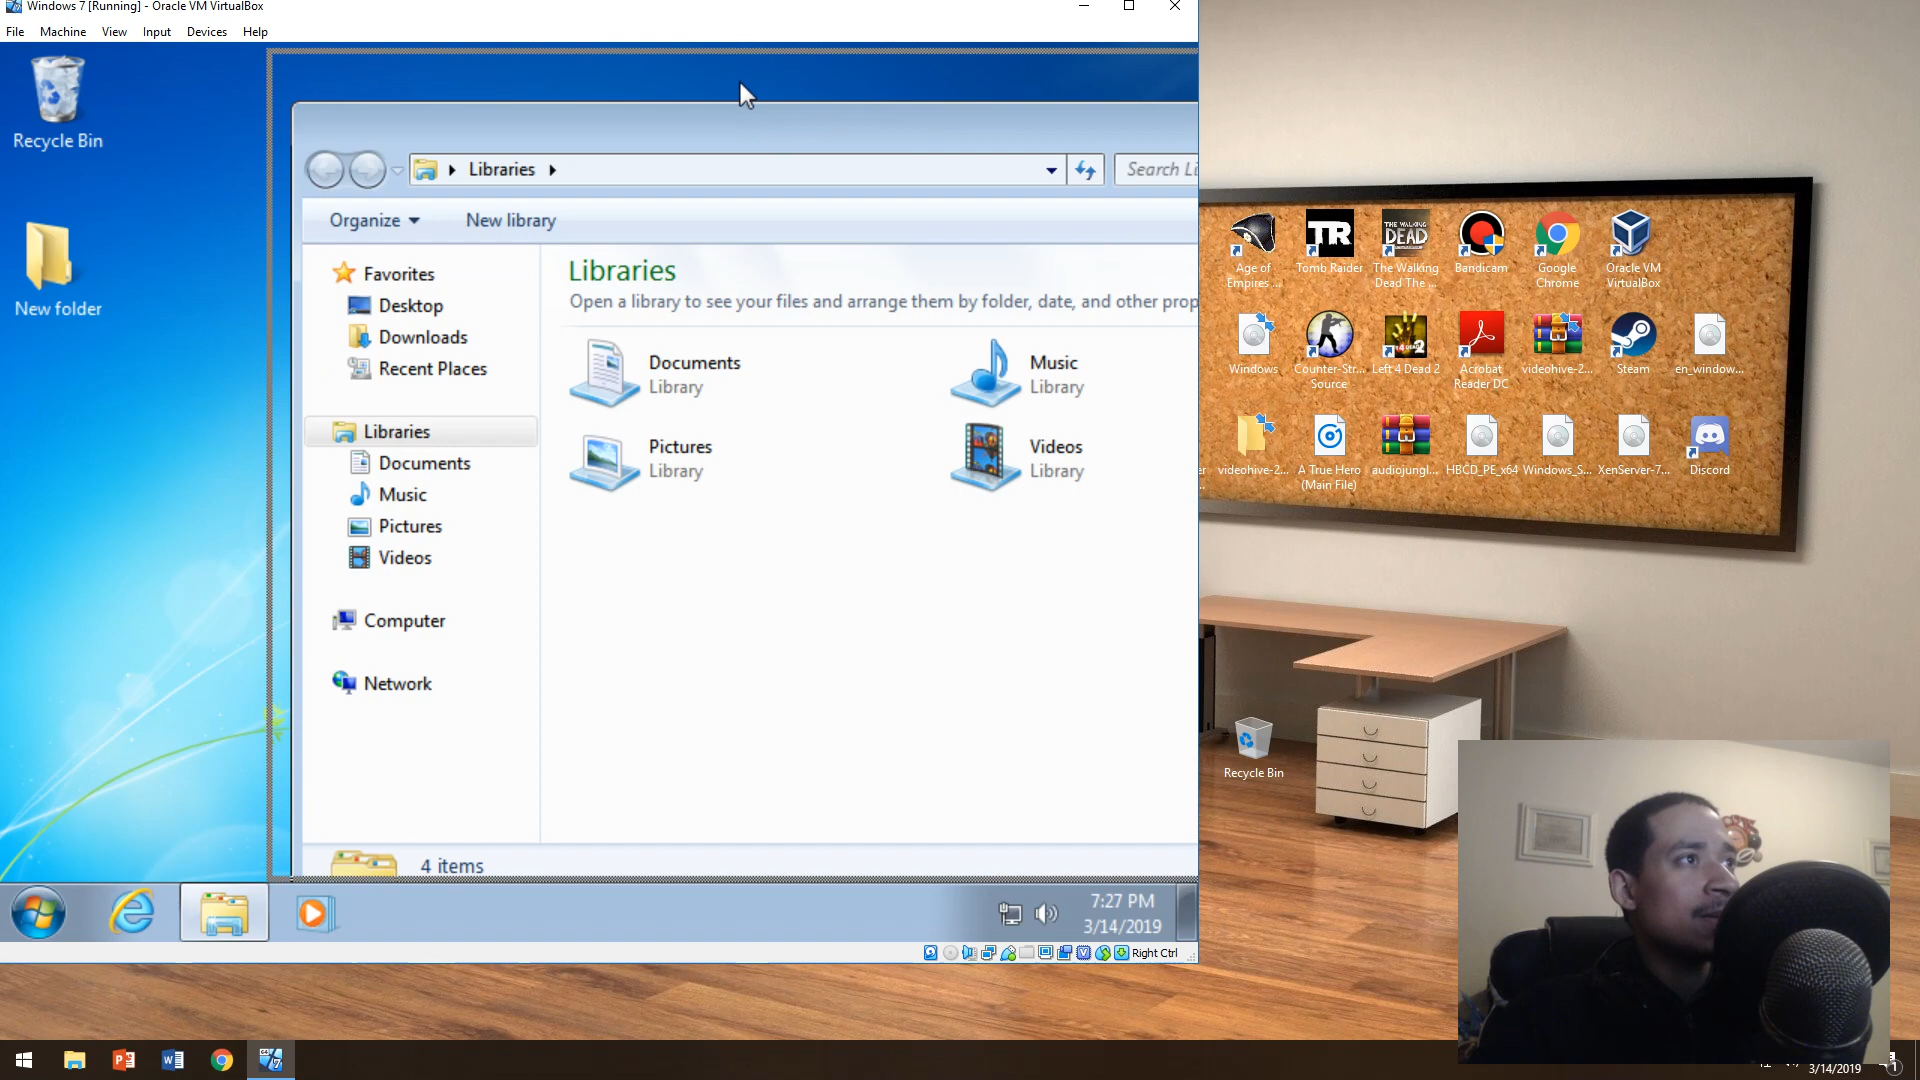 Windows 7 [Running] - Oracle VM VirtualBox
File Machine View Input Devices Help
Recycle Bin
New folder
Libraries
Search Li
Organize New library
Favorites
Desktop
Downloads
Recent Places
Libraries
Documents
Music
Pictures
Videos
Computer
Network
Libraries
Open a library to see your files and arrange them by folder, date, and other prop
Documents
Library
Music
Library
Pictures
Library
Videos
Library
4 items
7:27 PM
3/14/2019
Right Ctrl
TR
THE WALKING
DEAD
Age of
Empires ...
Tomb Raider
The Walking
Dead The ...
Bandicam
Google
Chrome
Oracle VM
VirtualBox
Windows
Counter-Str...
Source
Left 4 Dead 2
Acrobat
Reader DC
videohive-2...
Steam
en_window...
videohive-2...
A True Hero
(Main File)
audiojungl...
HBCD_PE_x64
Windows_S...
XenServer-7...
Discord
Recycle Bin
3/14/2019
1